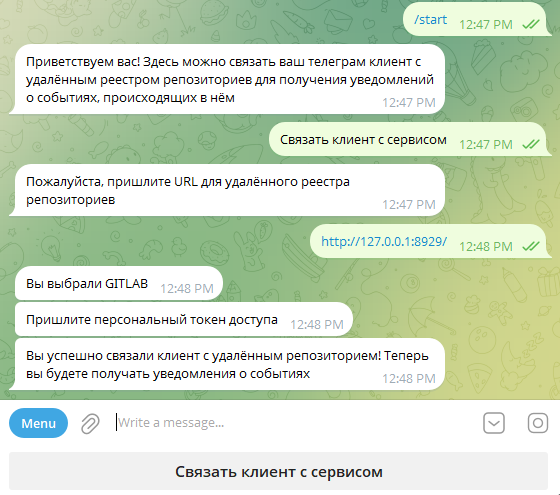 /start 12:47 PM
Приветствуем вас! Здесь можно связать ваш телеграм клиент с
удалённым реестром репозиториев для получения уведомлений
о событиях, происходящих в нём
12:47 PM
Связать клиент с сервисом 12:47 PM
Пожалуйста, пришлите URL для удалённого реестра
репозиториев
12:47 PM
http://127.0.0.1:8929/ 12:48 PM
Вы выбрали GITLAB 12:48 PM
Пришлите персональный токен доступа 12:48 PM
Вы успешно связали клиент с удалённым репозиторием! Теперь
вы будете получать уведомления о событиях
12:48 PM
Menu Write a message...
Связать клиент с сервисом